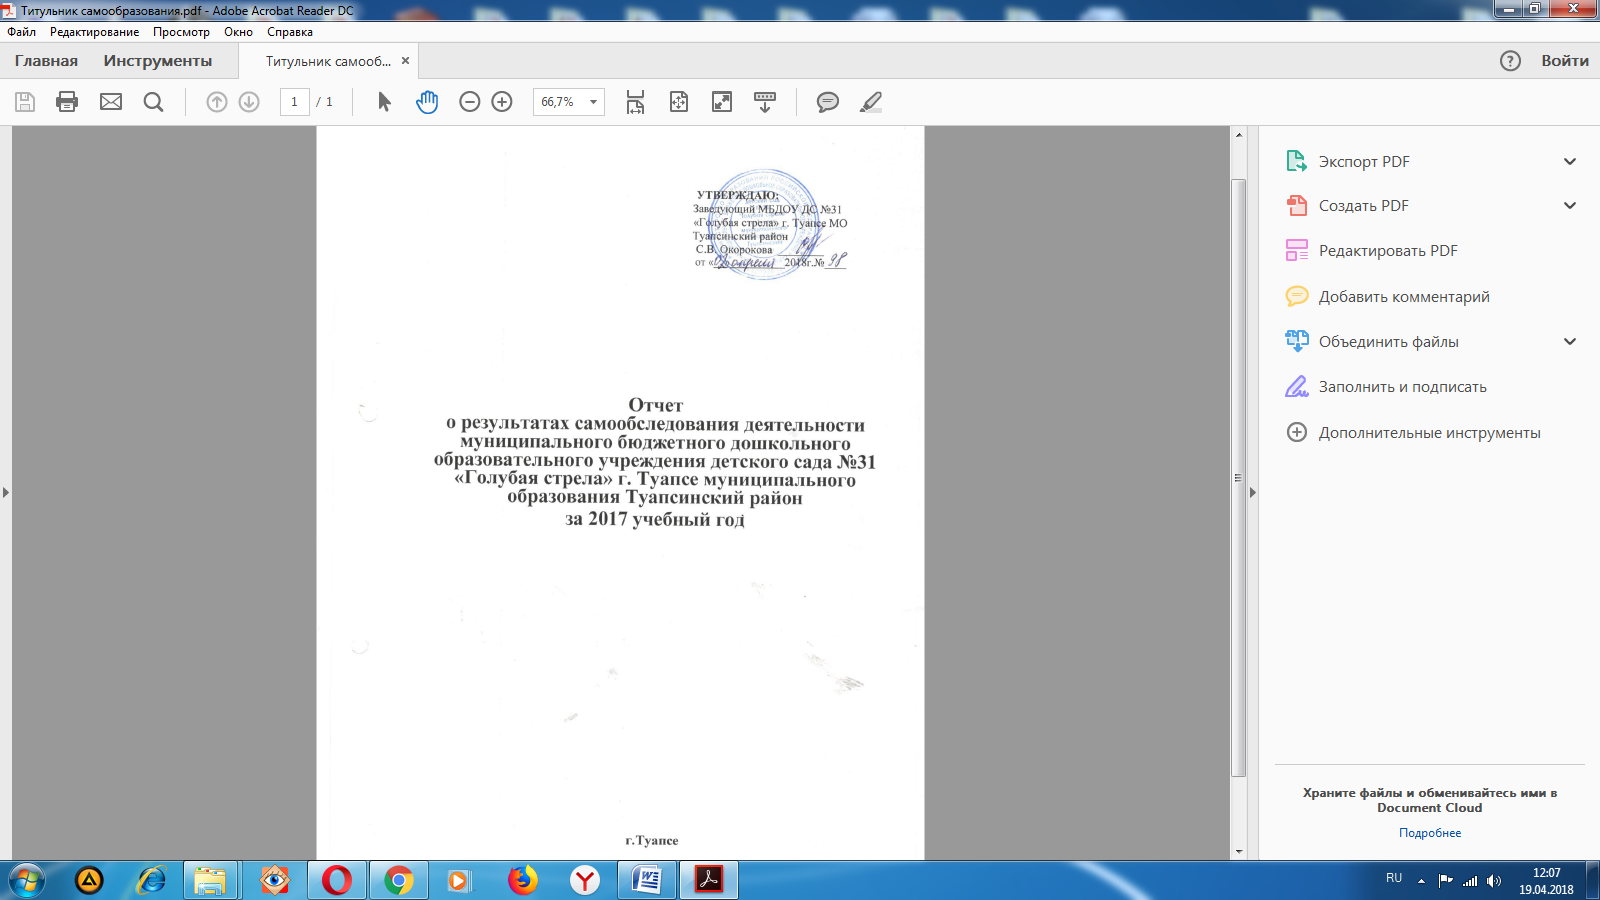 Титульник самообразования.pdf - Adobe Acrobat Reader DC
Файл Редактирование Просмотр Окно Справка
Главная Инструменты Титульник самооб... × Войти
1 / 1 66,7%
УТВЕРЖДАЮ:
Заведующий МБДОУ ДС №31
«Голубая стрела» г. Туапсе МО
Туапсинский район
С.В. Окорокова
от «02 апреля 2018г.№ 98
Отчет
о результатах самообследования деятельности
муниципального бюджетного дошкольного
образовательного учреждения детского сада №31
«Голубая стрела» г. Туапсе муниципального
образования Туапсинский район
за 2017 учебный год
г.Туапсе
Экспорт PDF
Создать PDF
Редактировать PDF
Добавить комментарий
Объединить файлы
Заполнить и подписать
Дополнительные инструменты
Храните файлы и обменивайтесь ими в
Document Cloud
Подробнее
RU
12:07
19.04.2018